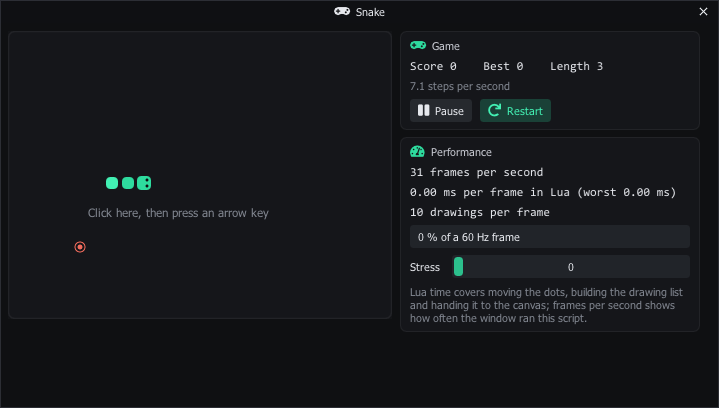 Snake
Click here, then press an arrow key
Game
Score 0 Best 0 Length 3
7.1 steps per second
Pause Restart
Performance
31 frames per second
0.00 ms per frame in Lua (worst 0.00 ms)
10 drawings per frame
0 % of a 60 Hz frame
Stress 0
Lua time covers moving the dots, building the drawing list
and handing it to the canvas; frames per second shows
how often the window ran this script.